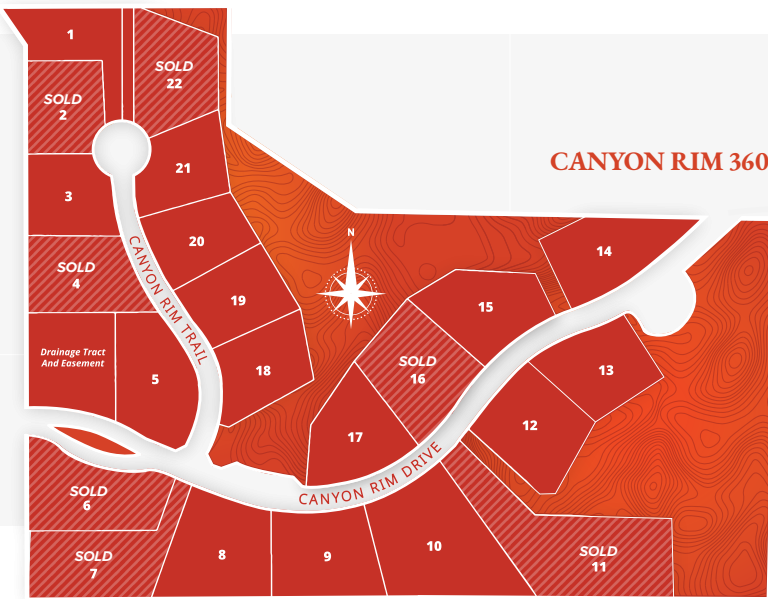 1
SOLD
22
SOLD
2
CANYON RIM 360
21
3
N
20
14
SOLD
4
CANYON RIM TRAIL
19
15
Drainage Tract
And Easement
SOLD
16
18
13
5
12
17
CANYON RIM DRIVE
SOLD
6
SOLD
7
8
9
10
SOLD
11